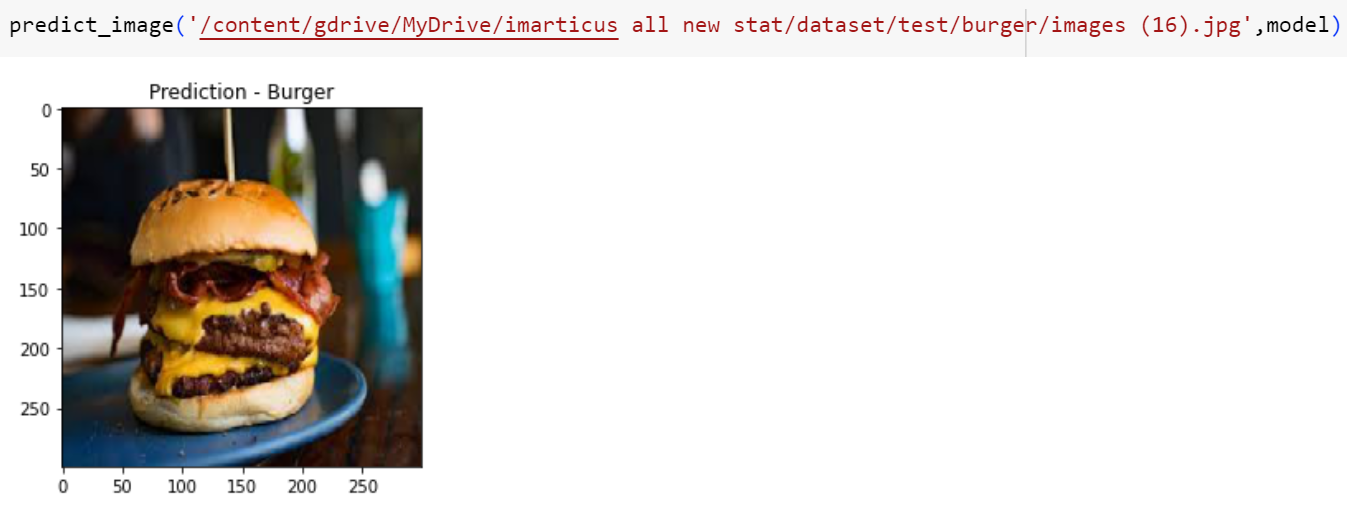 predict_image('/content/gdrive/MyDrive/imarticus all new stat/dataset/test/burger/images (16).jpg',model)
Prediction - Burger
0
50
100
150
200
250
0 50 100 150 200 250